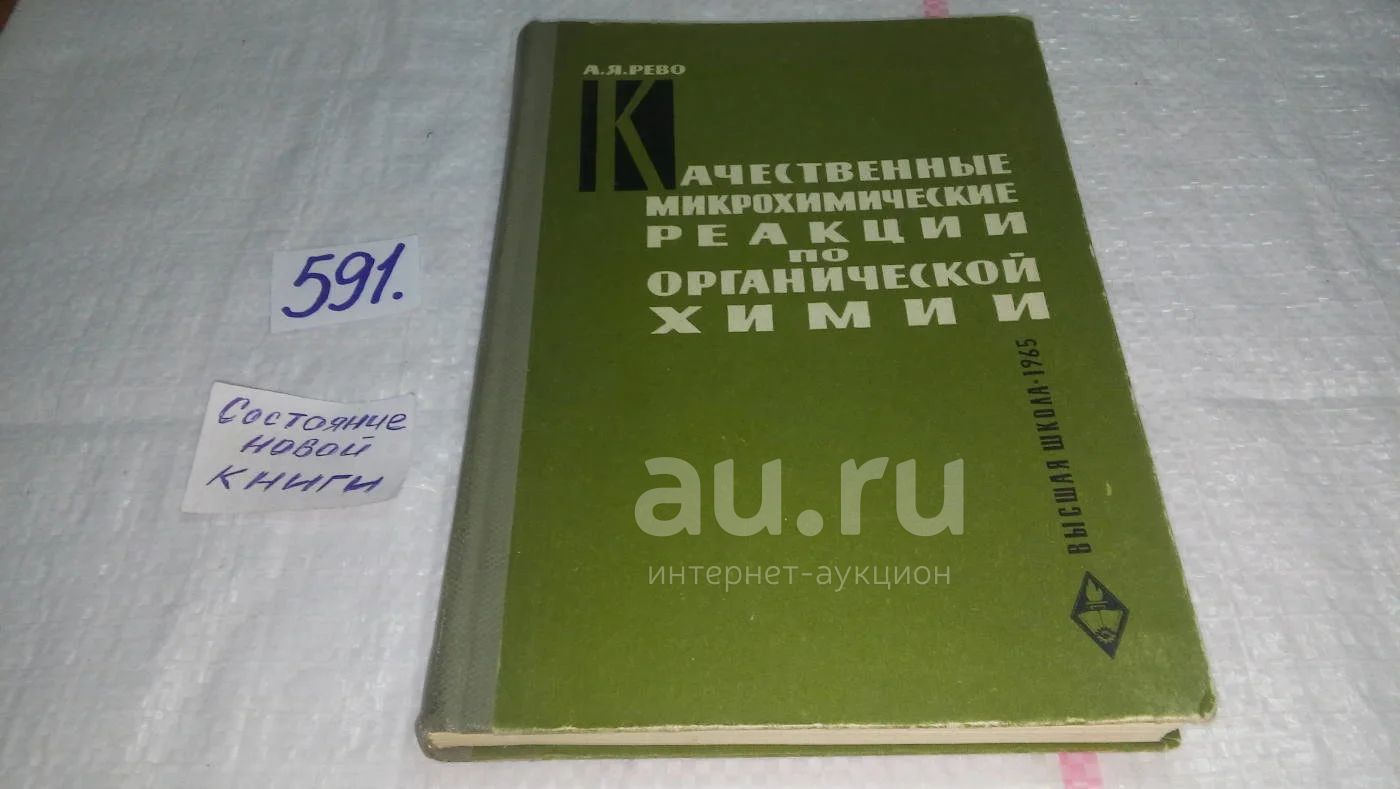 А.Я.РЕВО
КАЧЕСТВЕННЫЕ
МИКРОХИМИЧЕСКИЕ
РЕАКЦИИ
ПО
ОРГАНИЧЕСКОЙ
ХИМИИ
ВЫСШАЯ ШКОЛА·1965
591.
Состояние
новой
книги
au.ru
интернет-аукцион